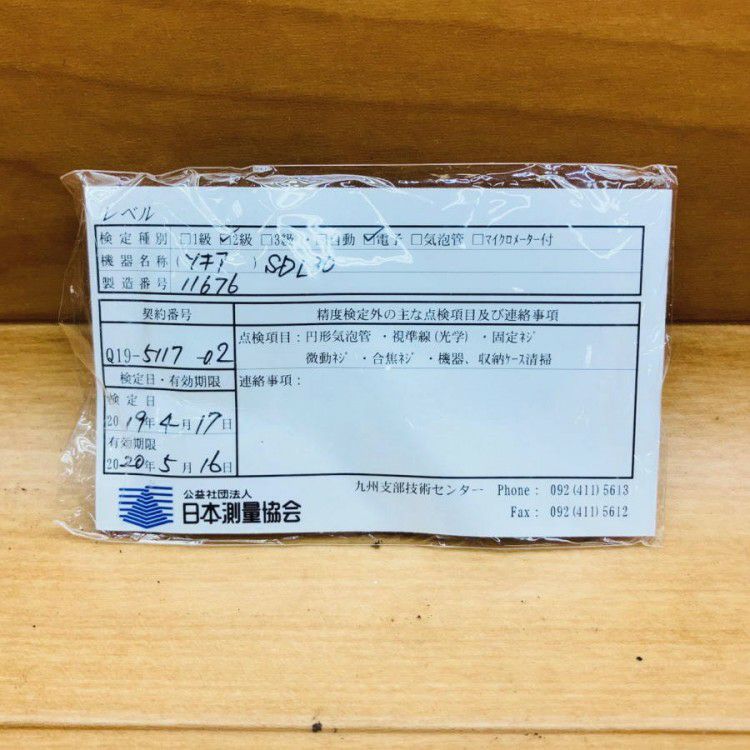 レベル
検定種別 □1級 ☑2級 □3級・□自動 ☑電子 □気泡管 □マイクロメーター付
機器名称 (ソキア) SDL30
製造番号 11676
契約番号
Q19-5117-02
検定日・有効期限
検定日
2019年4月17日
有効期限
2020年5月16日
精度検定外の主な点検項目及び連絡事項
点検項目：円形気泡管 ・視準線(光学) ・固定ネジ
微動ネジ ・合焦ネジ ・機器、収納ケース清掃
連絡事項：
公益社団法人
日本測量協会
九州支部技術センター Phone： 092(411)5613
Fax： 092(411)5612